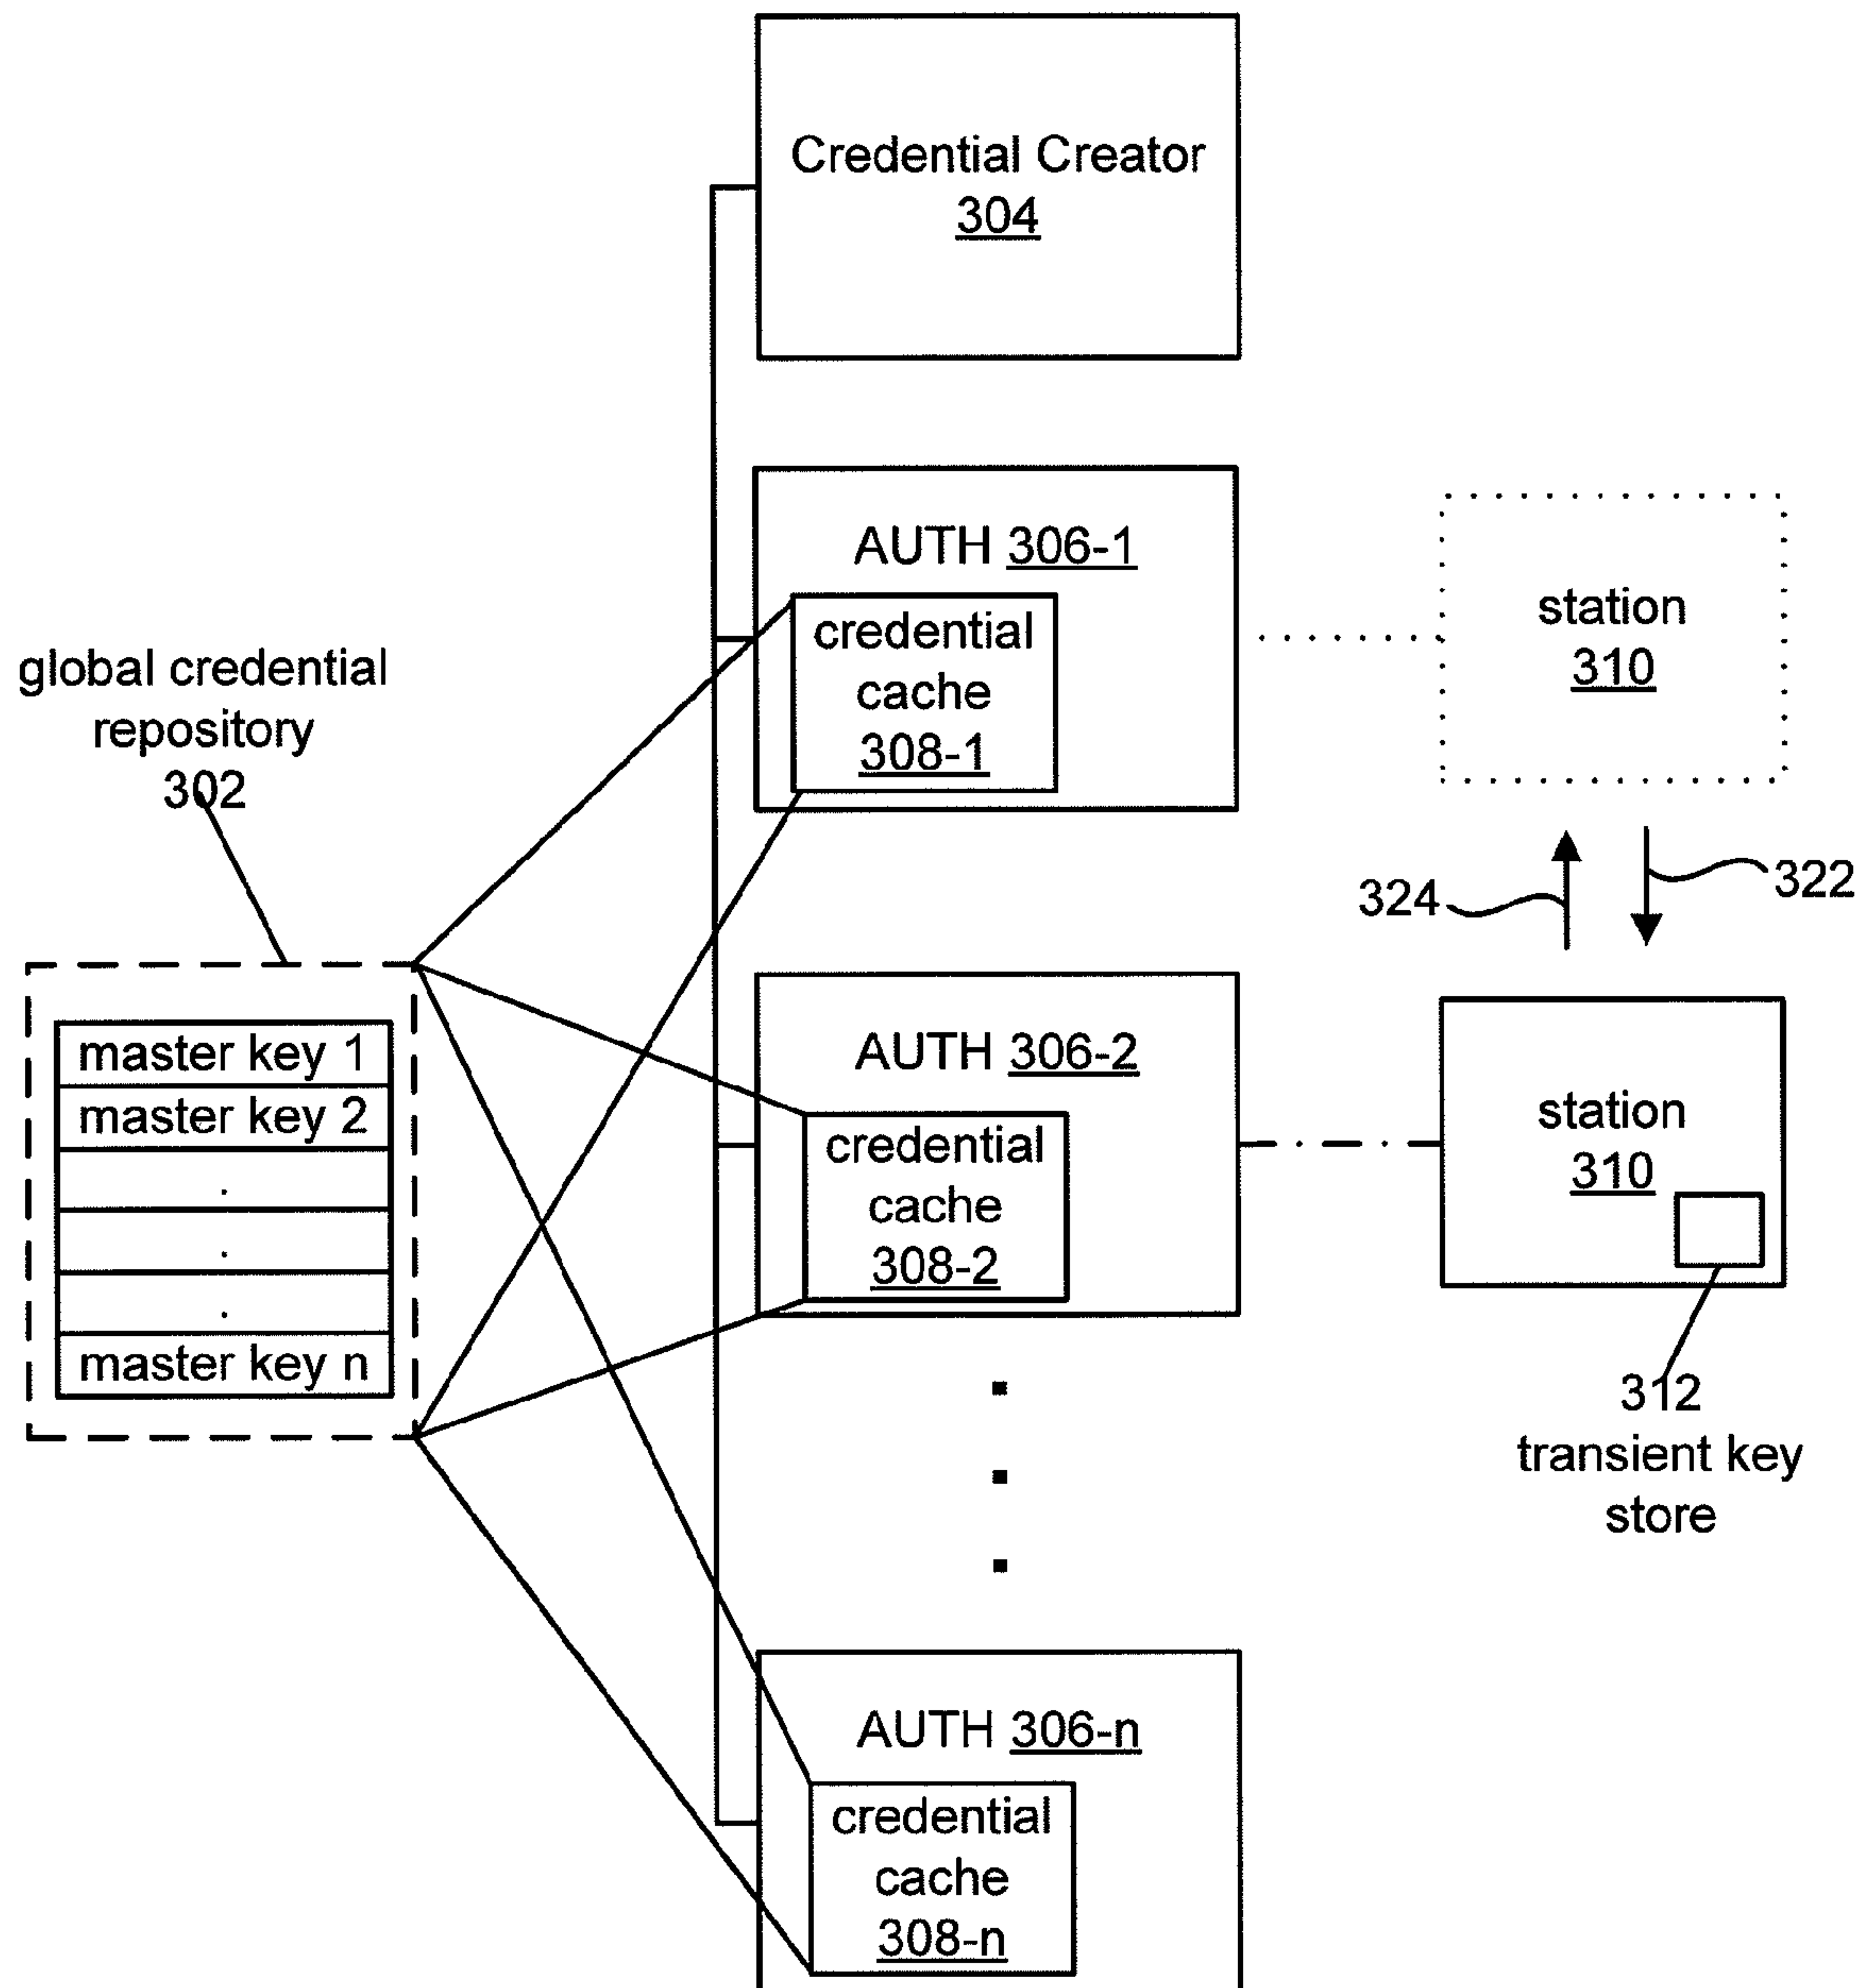 Credential Creator
304
AUTH 306-1
credential
cache
308-1
station
310
global credential
repository
302
324
322
master key 1
master key 2
.
.
.
master key n
AUTH 306-2
credential
cache
308-2
station
310
312
transient key
store
AUTH 306-n
credential
cache
308-n